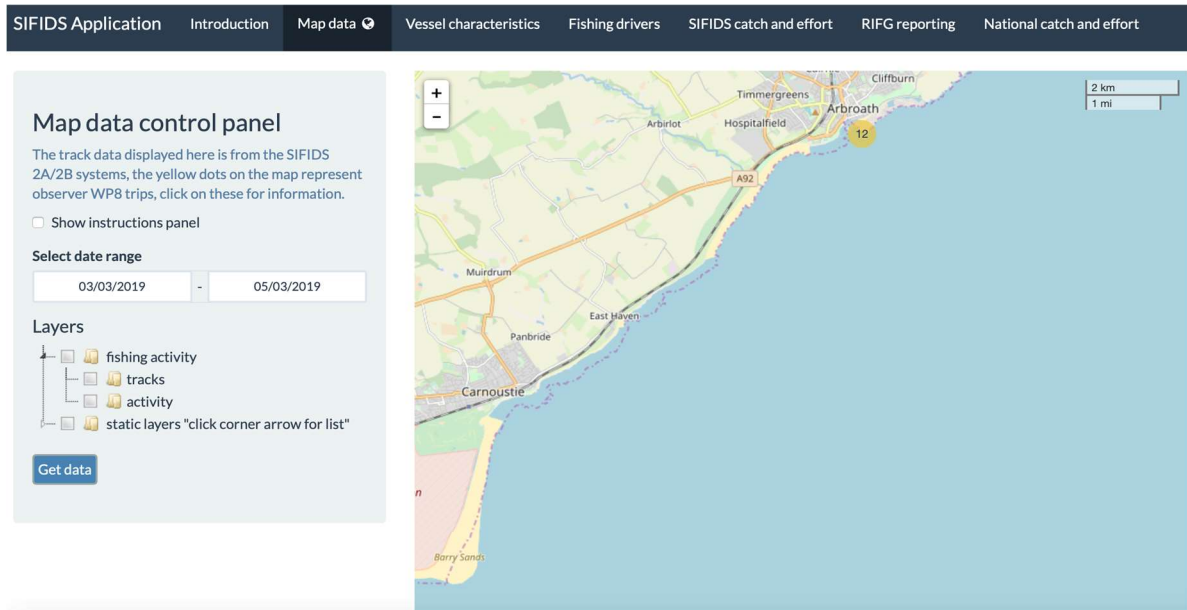 SIFIDS Application Introduction Map data Vessel characteristics Fishing drivers SIFIDS catch and effort RIFG reporting National catch and effort
Map data control panel
The track data displayed here is from the SIFIDS
2A/2B systems, the yellow dots on the map represent
observer WP8 trips, click on these for information.
Show instructions panel
Select date range
03/03/2019 - 05/03/2019
Layers
fishing activity
tracks
activity
static layers "click corner arrow for list"
Get data
+
-
2 km
1 mi
Cliffburn
Timmergreens
Arbroath
Arbirlot
Hospitalfield
12
A92
Muirdrum
East Haven
Panbride
Carnoustie
n
Barry Sands